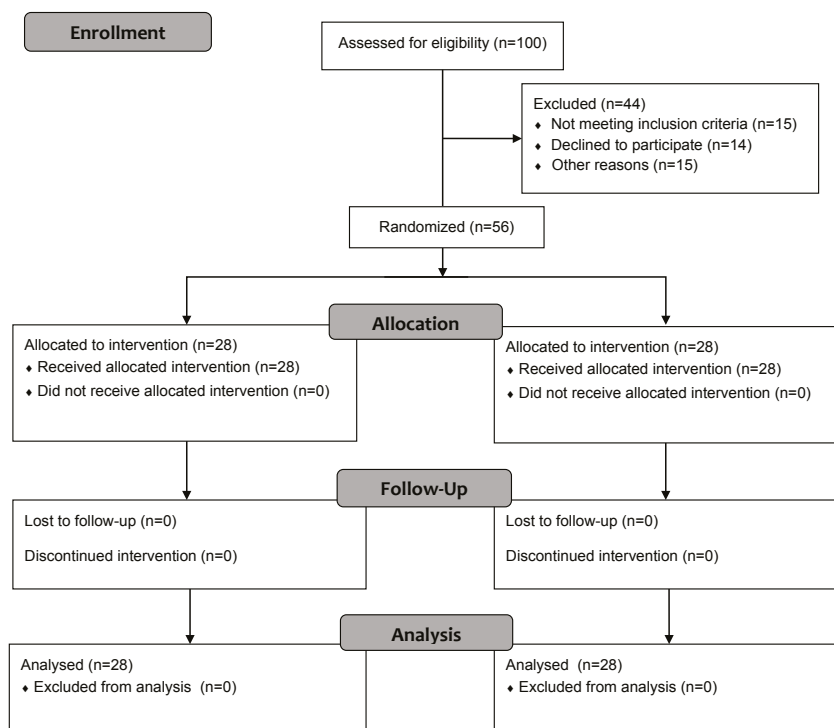 Enrollment
Assessed for eligibility (n=100)
Excluded (n=44)
♦ Not meeting inclusion criteria (n=15)
♦ Declined to participate (n=14)
♦ Other reasons (n=15)
Randomized (n=56)
Allocation
Allocated to intervention (n=28)
♦ Received allocated intervention (n=28)
♦ Did not receive allocated intervention (n=0)
Allocated to intervention (n=28)
♦ Received allocated intervention (n=28)
♦ Did not receive allocated intervention (n=0)
Follow-Up
Lost to follow-up (n=0)
Discontinued intervention (n=0)
Lost to follow-up (n=0)
Discontinued intervention (n=0)
Analysis
Analysed (n=28)
♦ Excluded from analysis (n=0)
Analysed (n=28)
♦ Excluded from analysis (n=0)